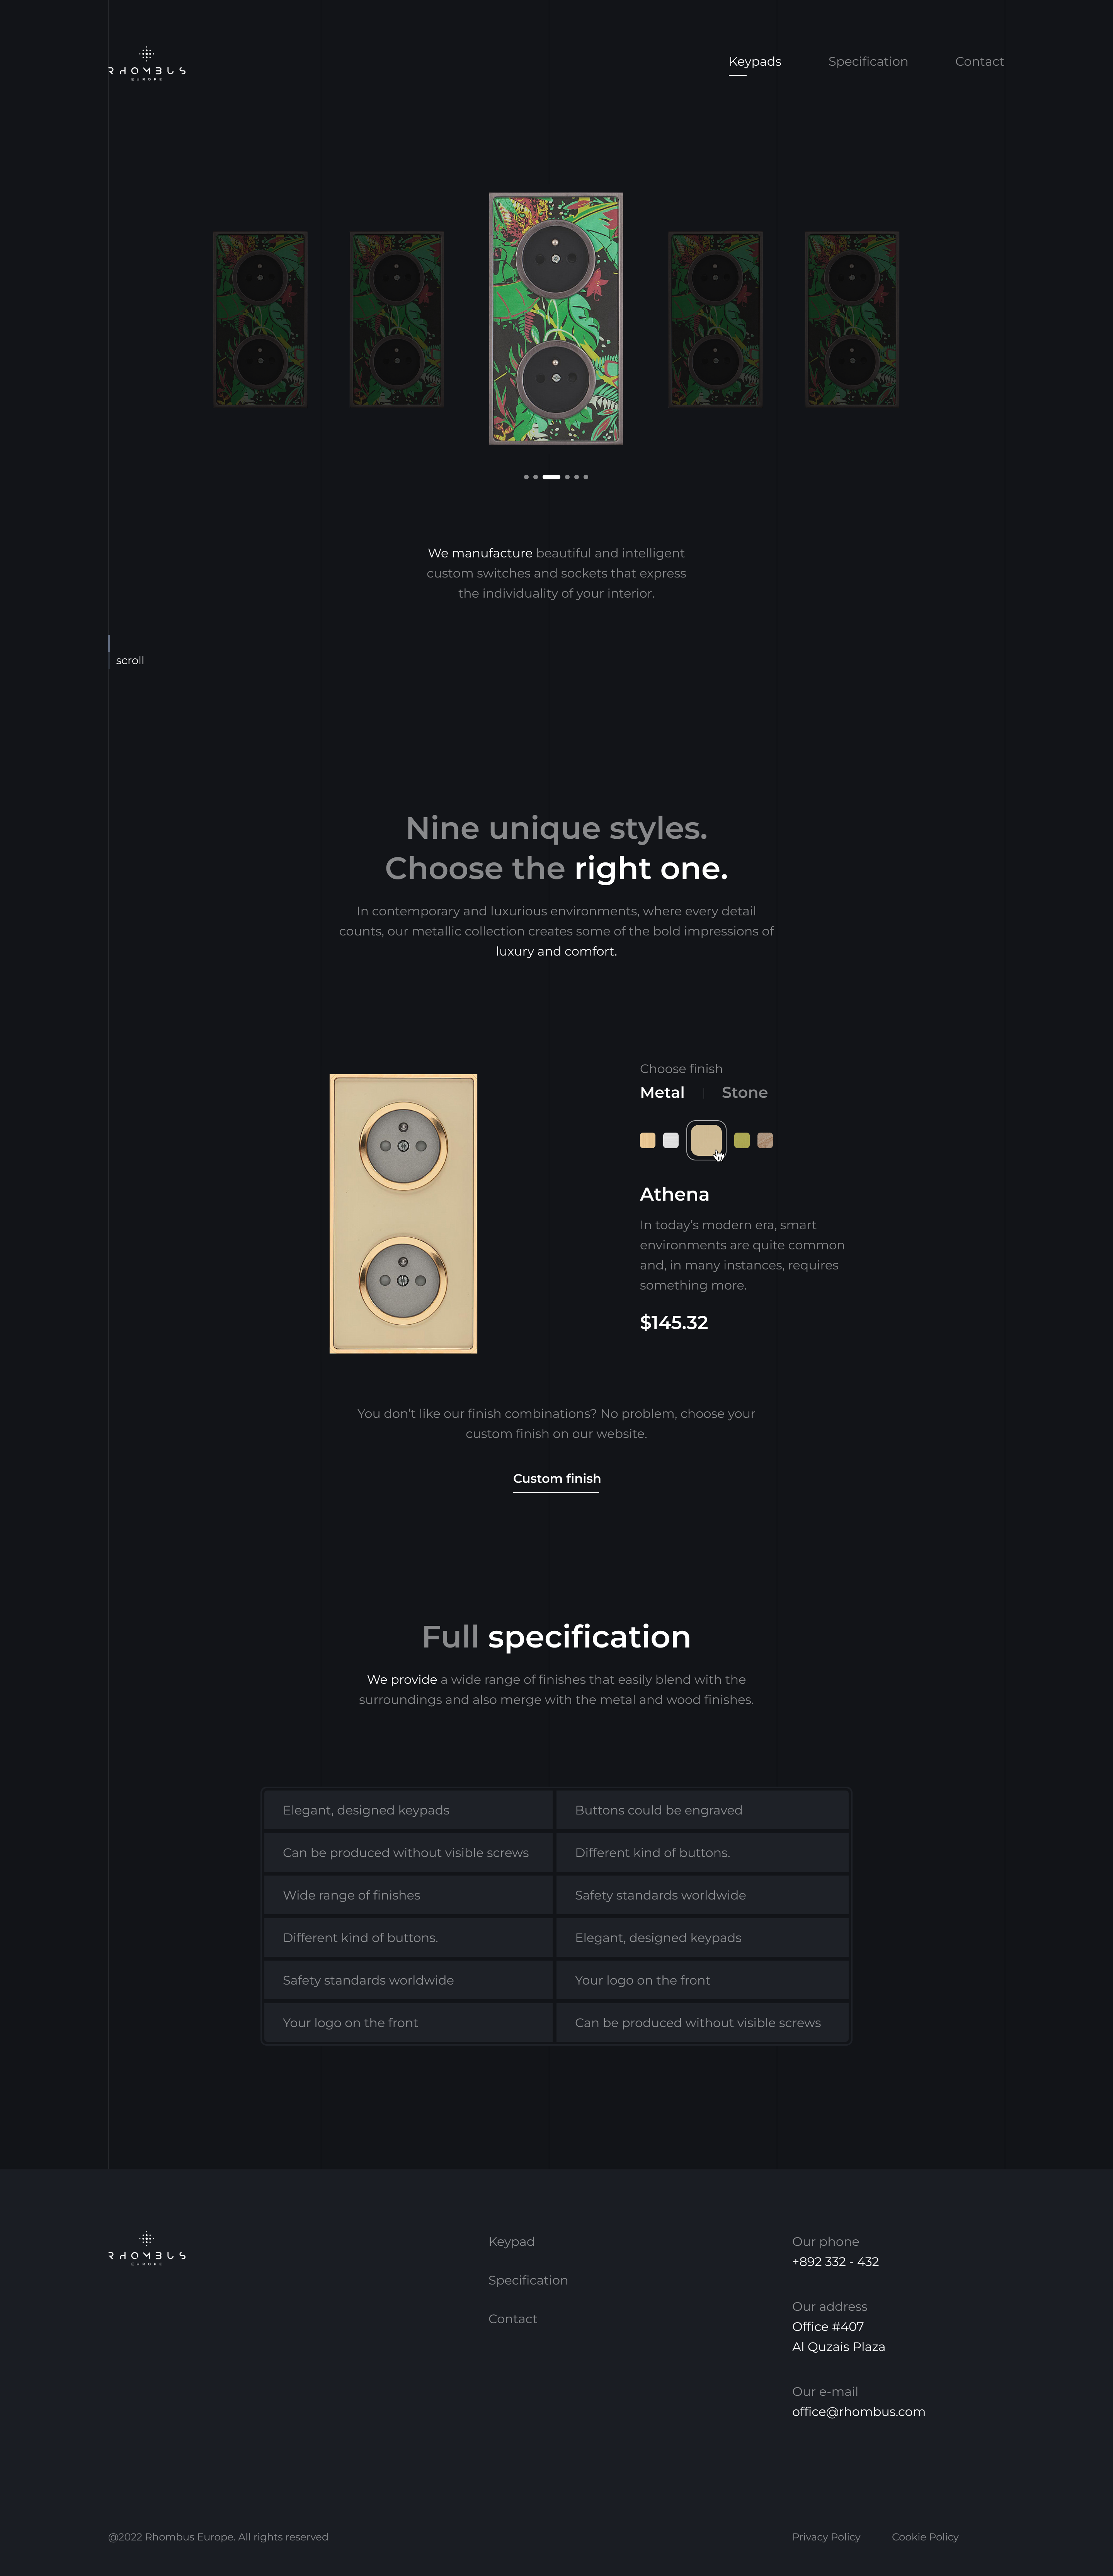 RHOMBUS
EUROPE
Keypads
Specification
Contact
We manufacture beautiful and intelligent
custom switches and sockets that express
the individuality of your interior.
scroll
Nine unique styles.
Choose the right one.
In contemporary and luxurious environments, where every detail
counts, our metallic collection creates some of the bold impressions of
luxury and comfort.
Choose finish
Metal
Stone
Athena
In today's modern era, smart
environments are quite common
and, in many instances, requires
something more.
$145.32
You don't like our finish combinations? No problem, choose your
custom finish on our website.
Custom finish
Full specification
We provide a wide range of finishes that easily blend with the
surroundings and also merge with the metal and wood finishes.
Elegant, designed keypads
Buttons could be engraved
Can be produced without visible screws
Different kind of buttons.
Wide range of finishes
Safety standards worldwide
Different kind of buttons.
Elegant, designed keypads
Safety standards worldwide
Your logo on the front
Your logo on the front
Can be produced without visible screws
RHOMBUS
EUROPE
Keypad
Specification
Contact
Our phone
+892 332 - 432
Our address
Office #407
Al Quzais Plaza
Our e-mail
office@rhombus.com
@2022 Rhombus Europe. All rights reserved
Privacy Policy
Cookie Policy